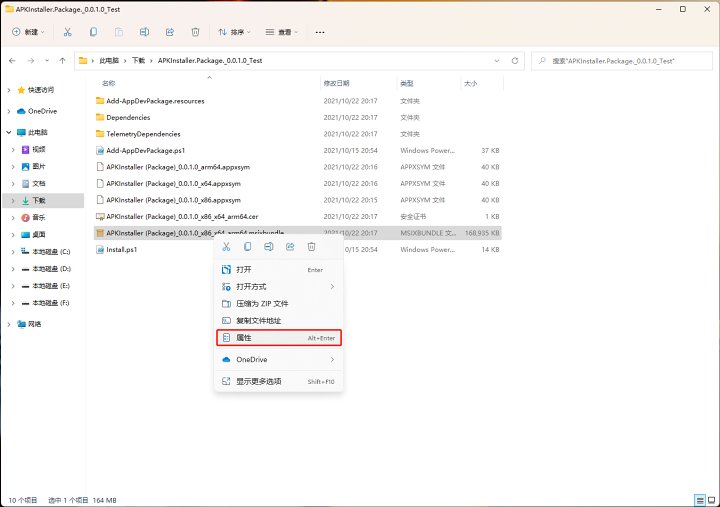 APKInstaller.Package._0.0.1.0_Test
新建
排序
查看
此电脑 > 下载 > APKInstaller.Package._0.0.1.0_Test
搜索"APKInstaller.Package._0.0.1.0_Test"
名称 修改日期 类型 大小
快速访问
OneDrive
此电脑
视频
图片
文档
下载
音乐
桌面
本地磁盘 (C:)
本地磁盘 (D:)
本地磁盘 (E:)
本地磁盘 (F:)
网络
Add-AppDevPackage.resources 2021/10/22 20:17 文件夹
Dependencies 2021/10/22 20:17 文件夹
TelemetryDependencies 2021/10/22 20:17 文件夹
Add-AppDevPackage.ps1 2021/10/15 20:54 Windows Power... 37 KB
APKInstaller (Package)_0.0.1.0_arm64.appxsym 2021/10/22 20:16 APPXSYM 文件 40 KB
APKInstaller (Package)_0.0.1.0_x64.appxsym 2021/10/22 20:16 APPXSYM 文件 40 KB
APKInstaller (Package)_0.0.1.0_x86.appxsym 2021/10/22 20:15 APPXSYM 文件 40 KB
APKInstaller (Package)_0.0.1.0_x86_x64_arm64.cer 2021/10/22 20:17 安全证书 1 KB
APKInstaller (Package)_0.0.1.0_x86_x64_arm64.msixbundle 2021/10/22 20:17 MSIXBUNDLE 文... 168,935 KB
Install.ps1 10/15 20:54 Windows Power... 14 KB
打开 Enter
打开方式
压缩为 ZIP 文件
复制文件地址
属性 Alt+Enter
OneDrive
显示更多选项 Shift+F10
10 个项目 选中 1 个项目 164 MB